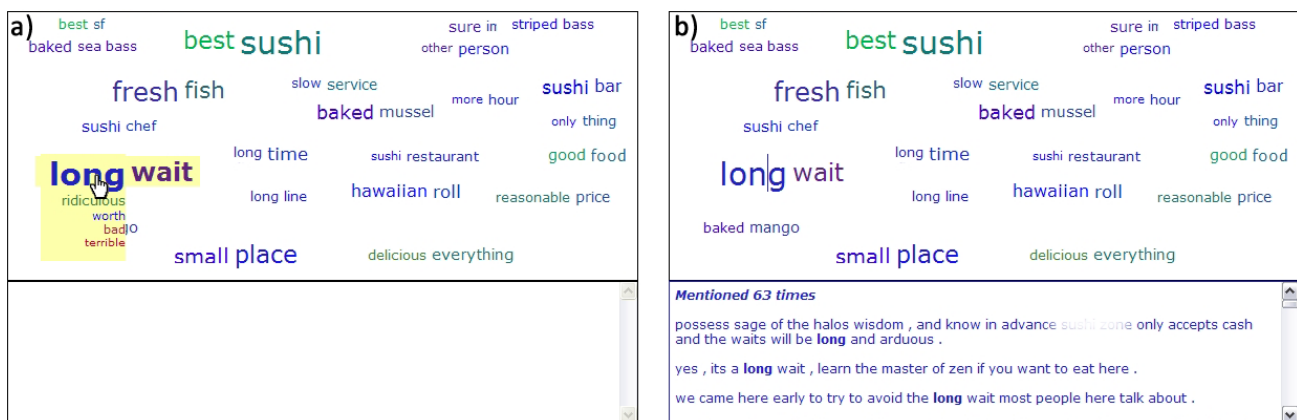 a)
best sf
sure in striped bass
baked sea bass
best sushi
other person
fresh fish
slow service
sushi bar
more hour
baked mussel
sushi chef
only thing
long time
sushi restaurant
good food
long wait
ridiculous
long line
hawaiian roll
reasonable price
worth
bad
terrible
small place
delicious everything
b)
best sf
sure in striped bass
baked sea bass
best sushi
other person
fresh fish
slow service
sushi bar
more hour
baked mussel
sushi chef
only thing
long time
sushi restaurant
good food
long wait
long line
hawaiian roll
reasonable price
baked mango
small place
delicious everything
Mentioned 63 times
possess sage of the halos wisdom , and know in advance sushi zone only accepts cash
and the waits will be long and arduous .
yes , its a long wait , learn the master of zen if you want to eat here .
we came here early to try to avoid the long wait most people here talk about .